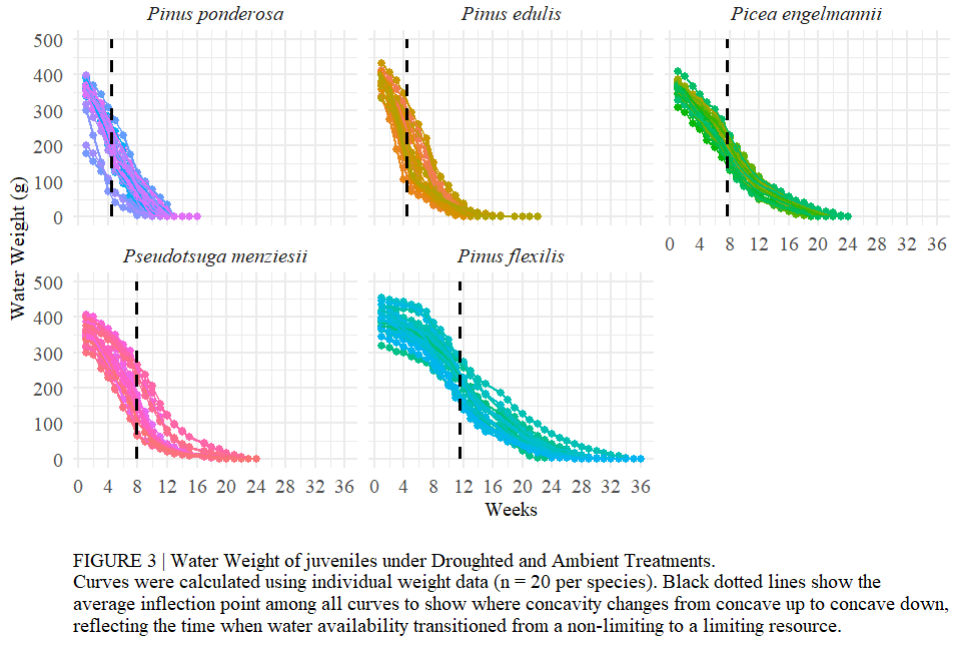 Pinus ponderosa
Pinus edulis
Picea engelmannii
500
400
300
200
100
0
0 4 8 12 16 20 24 28 32 36
Water Weight (g)
Pseudotsuga menziesii
Pinus flexilis
500
400
300
200
100
0
0 4 8 12 16 20 24 28 32 36
0 4 8 12 16 20 24 28 32 36
Weeks
FIGURE 3 | Water Weight of juveniles under Droughted and Ambient Treatments.
Curves were calculated using individual weight data (n = 20 per species). Black dotted lines show the
average inflection point among all curves to show where concavity changes from concave up to concave down,
reflecting the time when water availability transitioned from a non-limiting to a limiting resource.